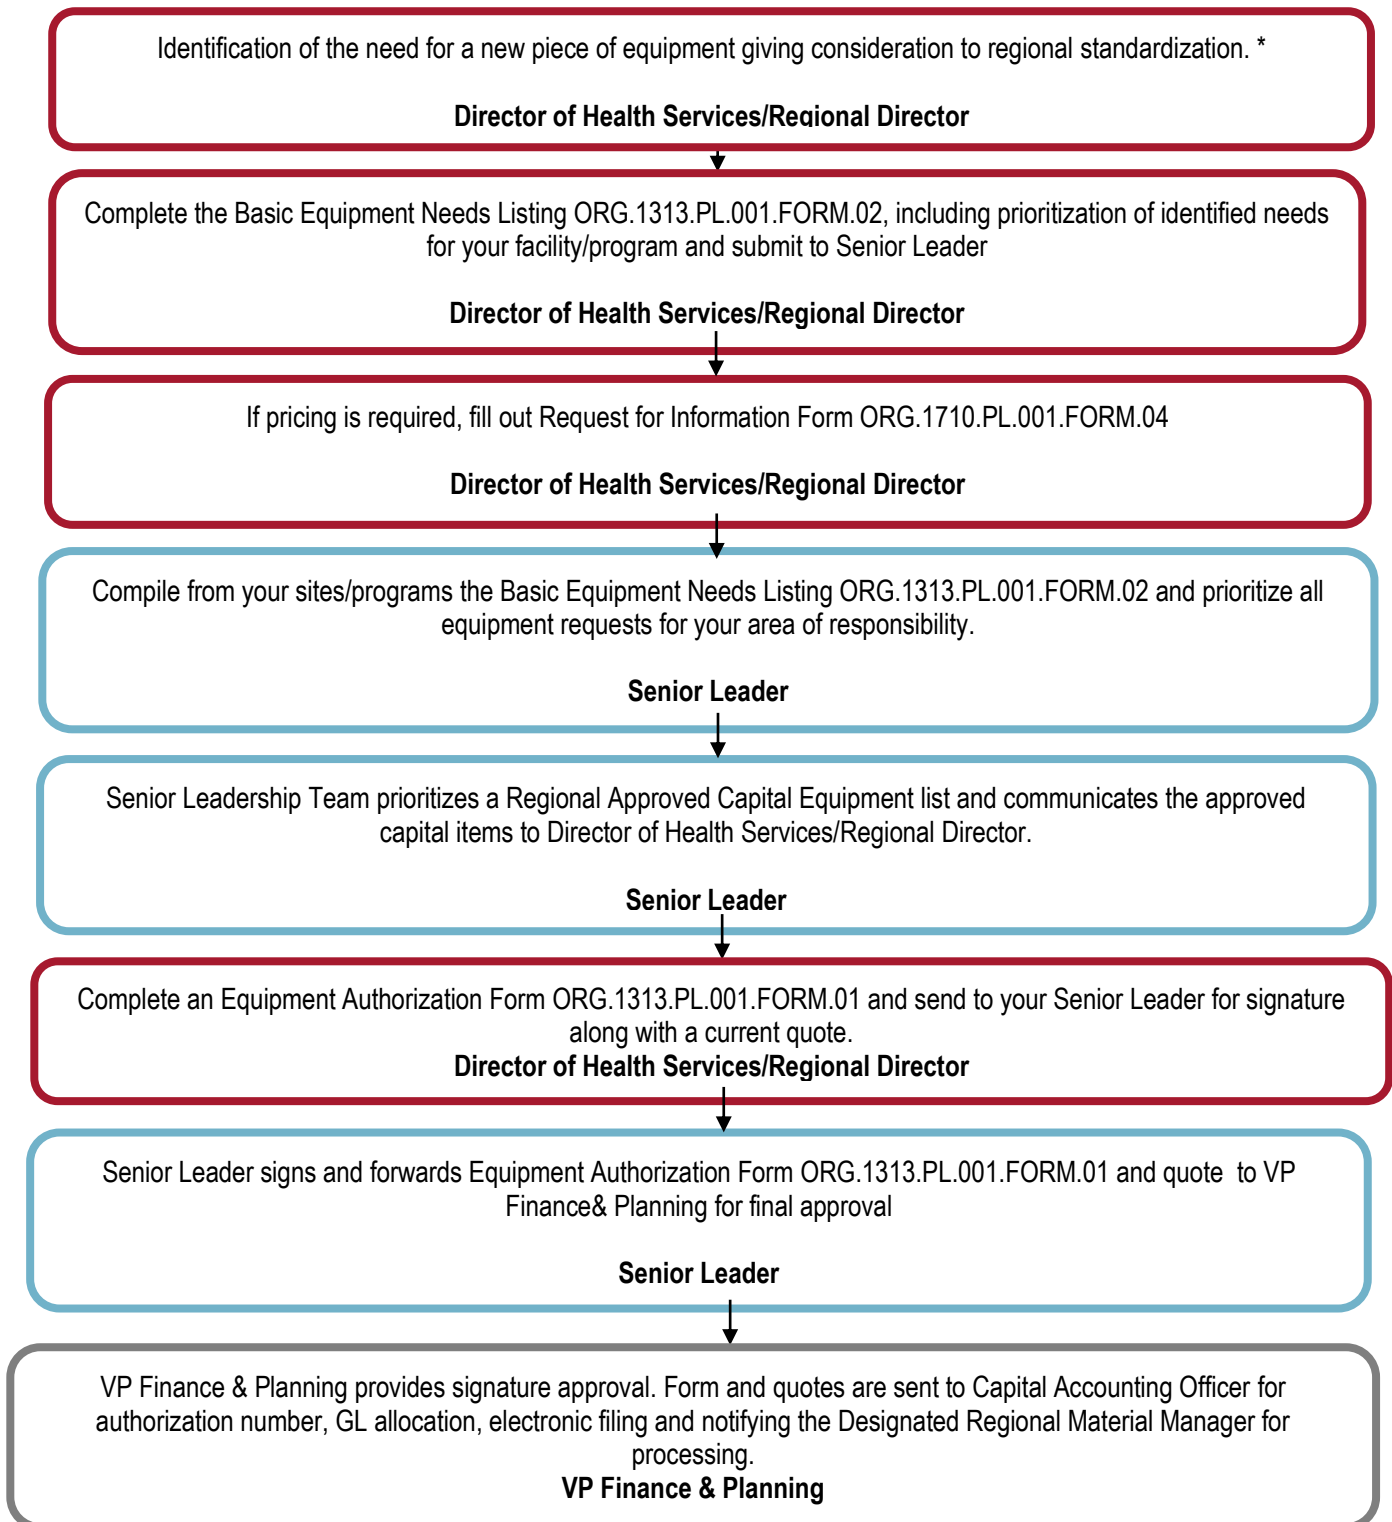 Identification of the need for a new piece of equipment giving consideration to regional standardization. *
Director of Health Services/Regional Director
Complete the Basic Equipment Needs Listing ORG.1313.PL.001.FORM.02, including prioritization of identified needs
for your facility/program and submit to Senior Leader
Director of Health Services/Regional Director
If pricing is required, fill out Request for Information Form ORG.1710.PL.001.FORM.04
Director of Health Services/Regional Director
Compile from your sites/programs the Basic Equipment Needs Listing ORG.1313.PL.001.FORM.02 and prioritize all
equipment requests for your area of responsibility.
Senior Leader
Senior Leadership Team prioritizes a Regional Approved Capital Equipment list and communicates the approved
capital items to Director of Health Services/Regional Director.
Senior Leader
Complete an Equipment Authorization Form ORG.1313.PL.001.FORM.01 and send to your Senior Leader for signature
along with a current quote.
Director of Health Services/Regional Director
Senior Leader signs and forwards Equipment Authorization Form ORG.1313.PL.001.FORM.01 and quote  to VP
Finance& Planning for final approval
Senior Leader
VP Finance & Planning provides signature approval. Form and quotes are sent to Capital Accounting Officer for
authorization number, GL allocation, electronic filing and notifying the Designated Regional Material Manager for
processing.
VP Finance & Planning